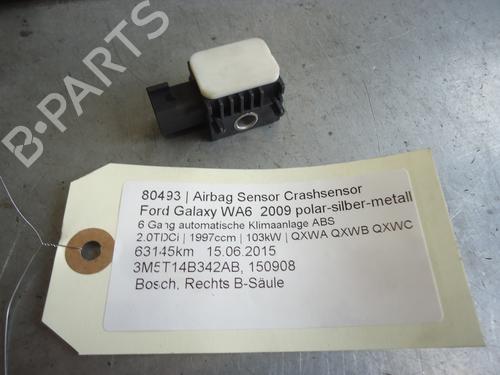 B-PARTS
80493 | Airbag Sensor Crashsensor
Ford Galaxy WA6 2009 polar-silber-metall
6 Gang automatische Klimaanlage ABS
2.0TDCi | 1997ccm | 103kW | QXWA QXWB QXWC
63145km 15.06.2015
3M5T14B342AB, 150908
Bosch, Rechts B-Säule